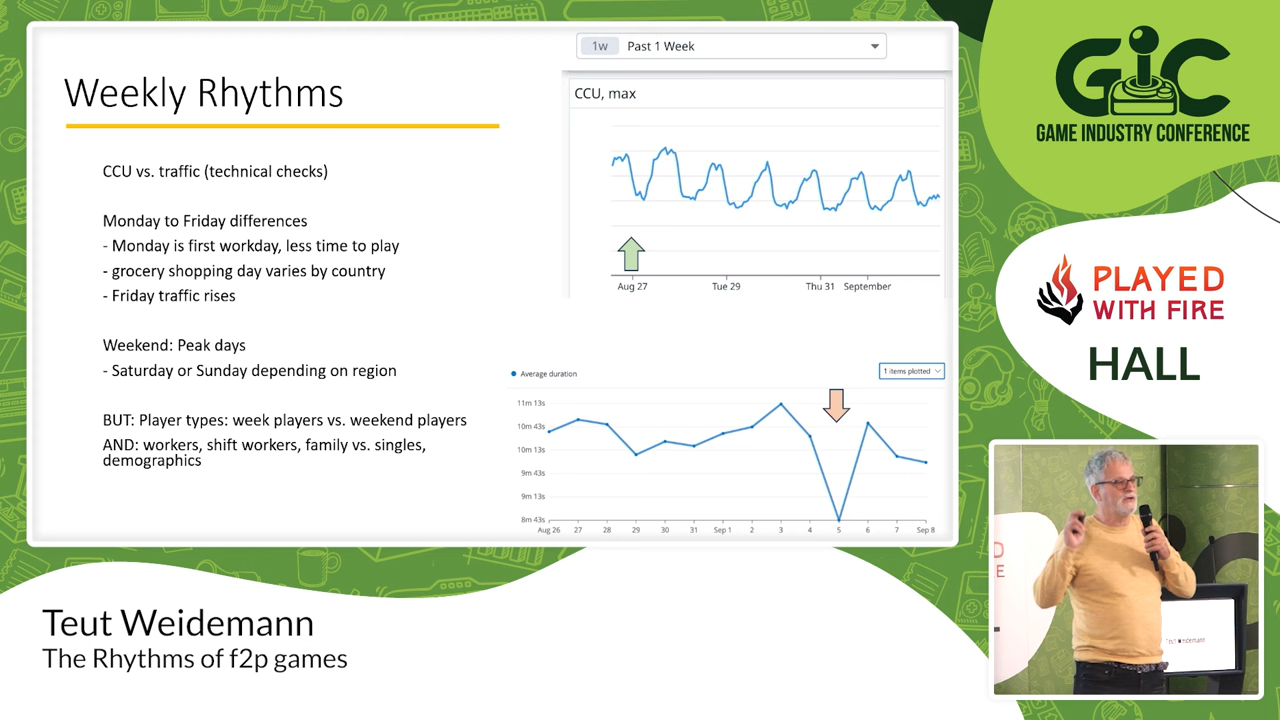 Weekly Rhythms
CCU vs. traffic (technical checks)
Monday to Friday differences
- Monday is first workday, less time to play
- grocery shopping day varies by country
- Friday traffic rises
Weekend: Peak days
- Saturday or Sunday depending on region
BUT: Player types: week players vs. weekend players
AND: workers, shift workers, family vs. singles,
demographics
1w Past 1 Week
CCU, max
Aug 27 Tue 29 Thu 31 September
Average duration
1 items plotted
11m 13s
10m 43s
10m 13s
9m 43s
9m 13s
8m 43s
Aug 26 27 28 29 30 31 Sep 1 2 3 4 5 6 7 Sep 8
GIC
GAME INDUSTRY CONFERENCE
PLAYED
WITH FIRE
HALL
D
E
Teut Weidemann
Teut Weidemann
The Rhythms of f2p games